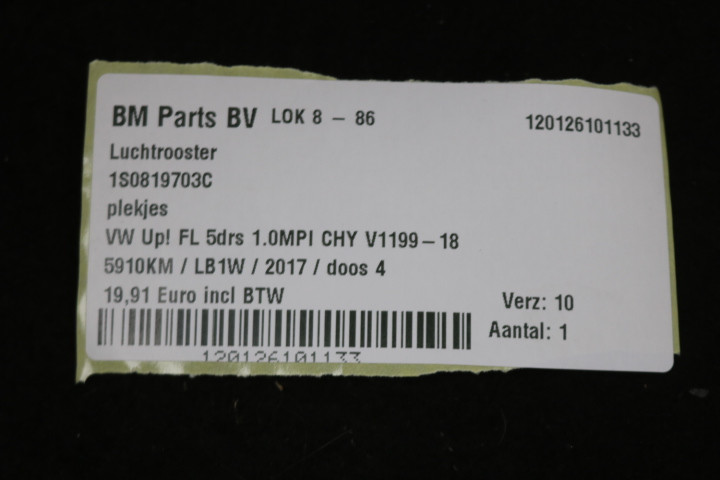 BM Parts BV LOK 8 - 86 120126101133
Luchtrooster
1S0819703C
plekjes
VW Up! FL 5drs 1.0MPI CHY V1199-18
5910KM / LB1W / 2017 / doos 4
19,91 Euro incl BTW Verz: 10
Aantal: 1
120126101133